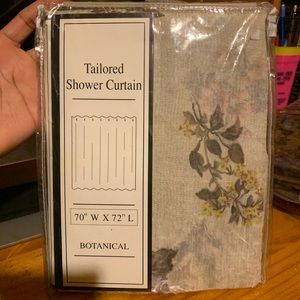 Tailored
Shower Curtain
70" W X 72" L
BOTANICAL